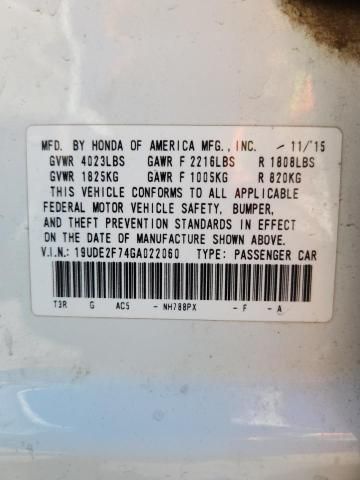 MFD. BY HONDA OF AMERICA MFG., INC. - 11/'15
GVWR 4023LBS GAWR F 2216LBS R 1808LBS
GVWR 1825KG GAWR F 1005KG R 820KG
THIS VEHICLE CONFORMS TO ALL APPLICABLE
FEDERAL MOTOR VEHICLE SAFETY, BUMPER,
AND THEFT PREVENTION STANDARDS IN EFFECT
ON THE DATE OF MANUFACTURE SHOWN ABOVE.
V.I.N.: 19UDE2F74GA022060 TYPE: PASSENGER CAR
T3R G AC5 - NH788PX - F - A